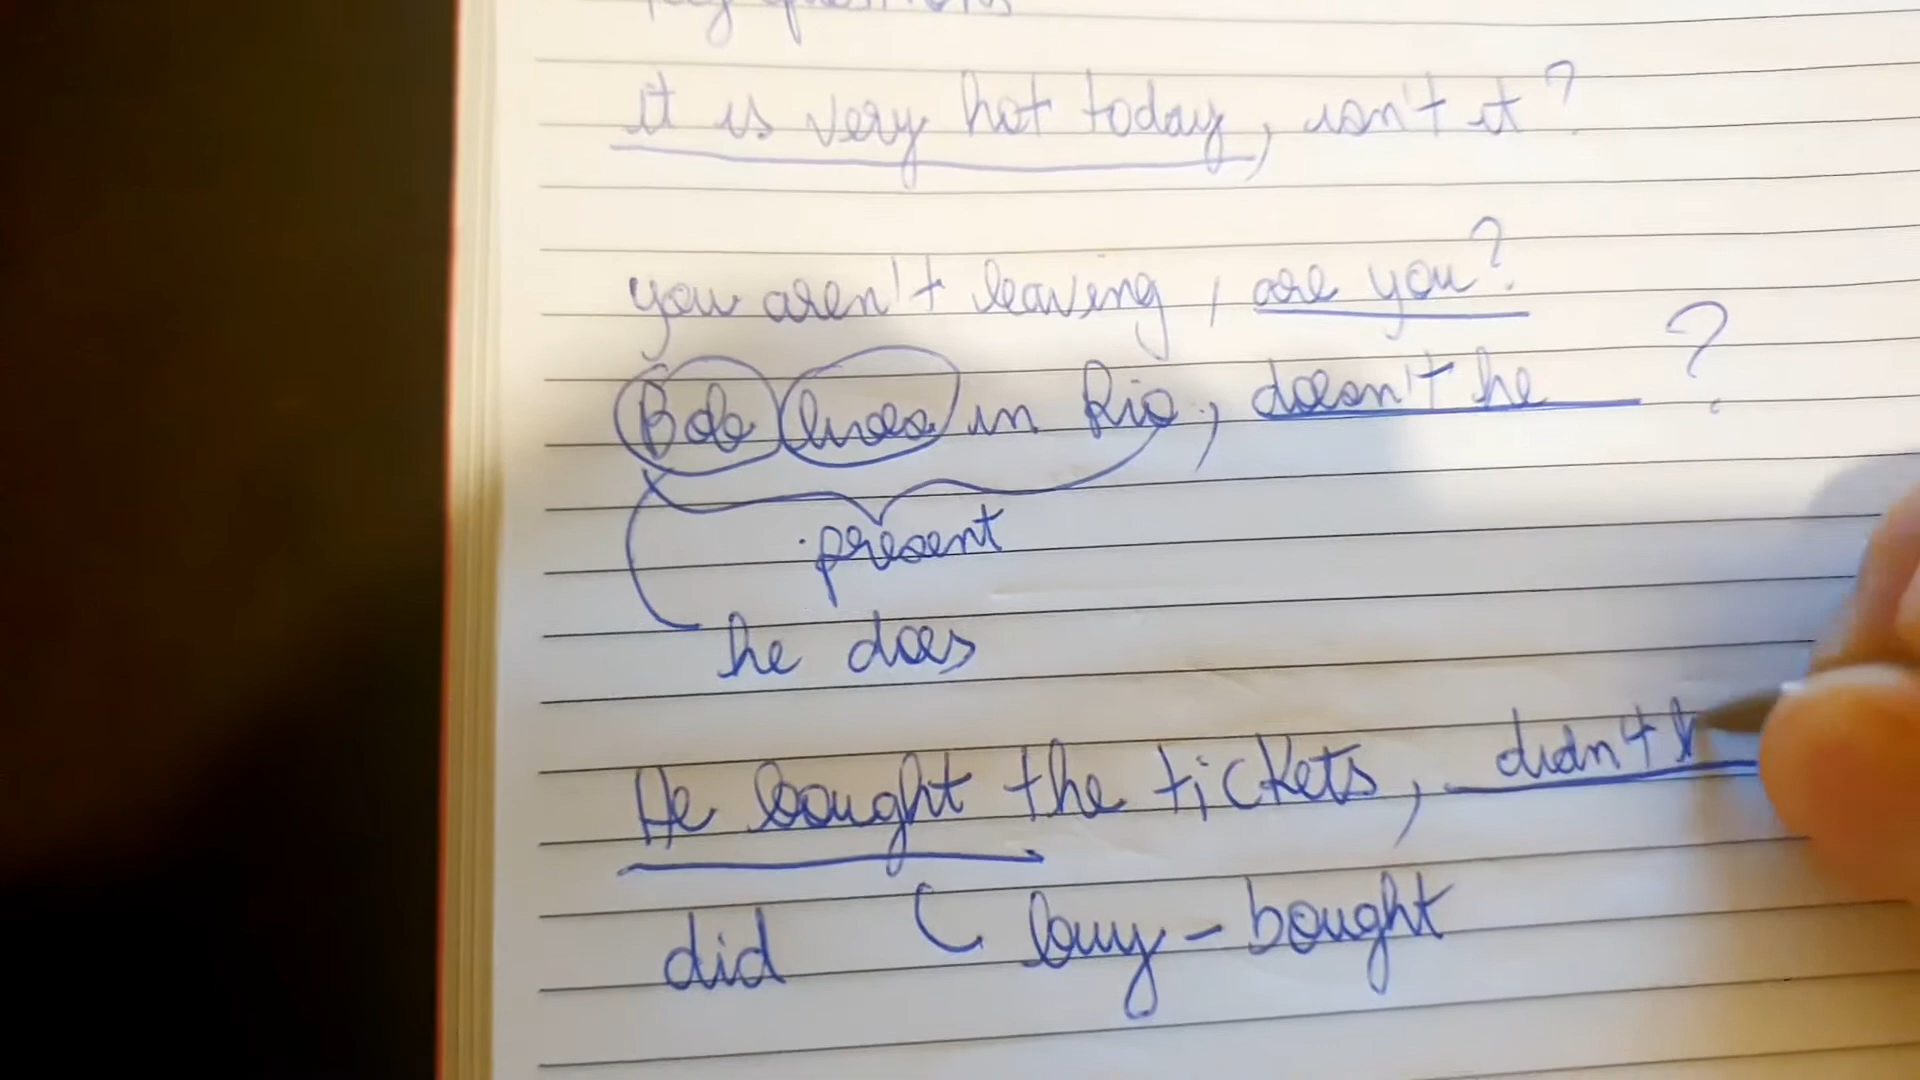 questions
it is very hot today, isn't it?
you aren't leaving, are you?
Bob lives in Rio, doesn't he ?
present
he does
He bought the tickets, didn't h
did buy - bought